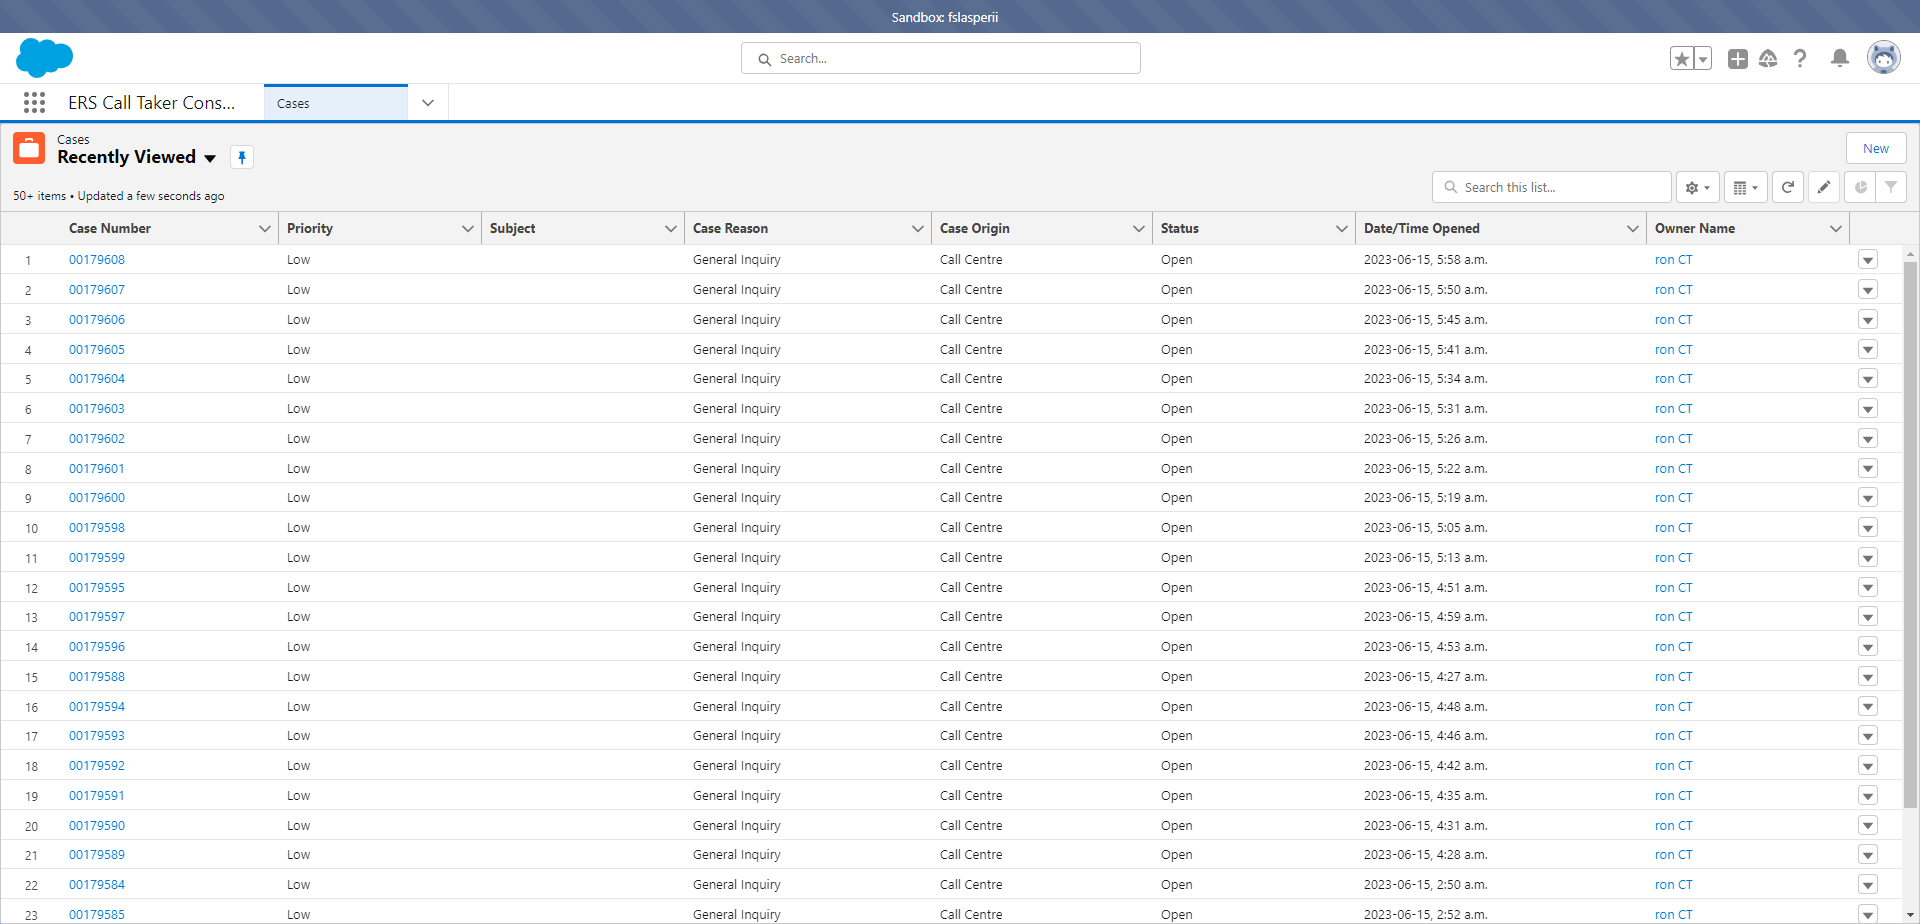 Sandbox: fslasperii
Search...
ERS Call Taker Cons...
Cases
Cases
Recently Viewed
New
50+ items • Updated a few seconds ago
Search this list...
Case Number Priority Subject Case Reason Case Origin Status Date/Time Opened Owner Name
1 00179608 Low General Inquiry Call Centre Open 2023-06-15, 5:58 a.m. ron CT
2 00179607 Low General Inquiry Call Centre Open 2023-06-15, 5:50 a.m. ron CT
3 00179606 Low General Inquiry Call Centre Open 2023-06-15, 5:45 a.m. ron CT
4 00179605 Low General Inquiry Call Centre Open 2023-06-15, 5:41 a.m. ron CT
5 00179604 Low General Inquiry Call Centre Open 2023-06-15, 5:34 a.m. ron CT
6 00179603 Low General Inquiry Call Centre Open 2023-06-15, 5:31 a.m. ron CT
7 00179602 Low General Inquiry Call Centre Open 2023-06-15, 5:26 a.m. ron CT
8 00179601 Low General Inquiry Call Centre Open 2023-06-15, 5:22 a.m. ron CT
9 00179600 Low General Inquiry Call Centre Open 2023-06-15, 5:19 a.m. ron CT
10 00179598 Low General Inquiry Call Centre Open 2023-06-15, 5:05 a.m. ron CT
11 00179599 Low General Inquiry Call Centre Open 2023-06-15, 5:13 a.m. ron CT
12 00179595 Low General Inquiry Call Centre Open 2023-06-15, 4:51 a.m. ron CT
13 00179597 Low General Inquiry Call Centre Open 2023-06-15, 4:59 a.m. ron CT
14 00179596 Low General Inquiry Call Centre Open 2023-06-15, 4:53 a.m. ron CT
15 00179588 Low General Inquiry Call Centre Open 2023-06-15, 4:27 a.m. ron CT
16 00179594 Low General Inquiry Call Centre Open 2023-06-15, 4:48 a.m. ron CT
17 00179593 Low General Inquiry Call Centre Open 2023-06-15, 4:46 a.m. ron CT
18 00179592 Low General Inquiry Call Centre Open 2023-06-15, 4:42 a.m. ron CT
19 00179591 Low General Inquiry Call Centre Open 2023-06-15, 4:35 a.m. ron CT
20 00179590 Low General Inquiry Call Centre Open 2023-06-15, 4:31 a.m. ron CT
21 00179589 Low General Inquiry Call Centre Open 2023-06-15, 4:28 a.m. ron CT
22 00179584 Low General Inquiry Call Centre Open 2023-06-15, 2:50 a.m. ron CT
23 00179585 Low General Inquiry Call Centre Open 2023-06-15, 2:52 a.m. ron CT